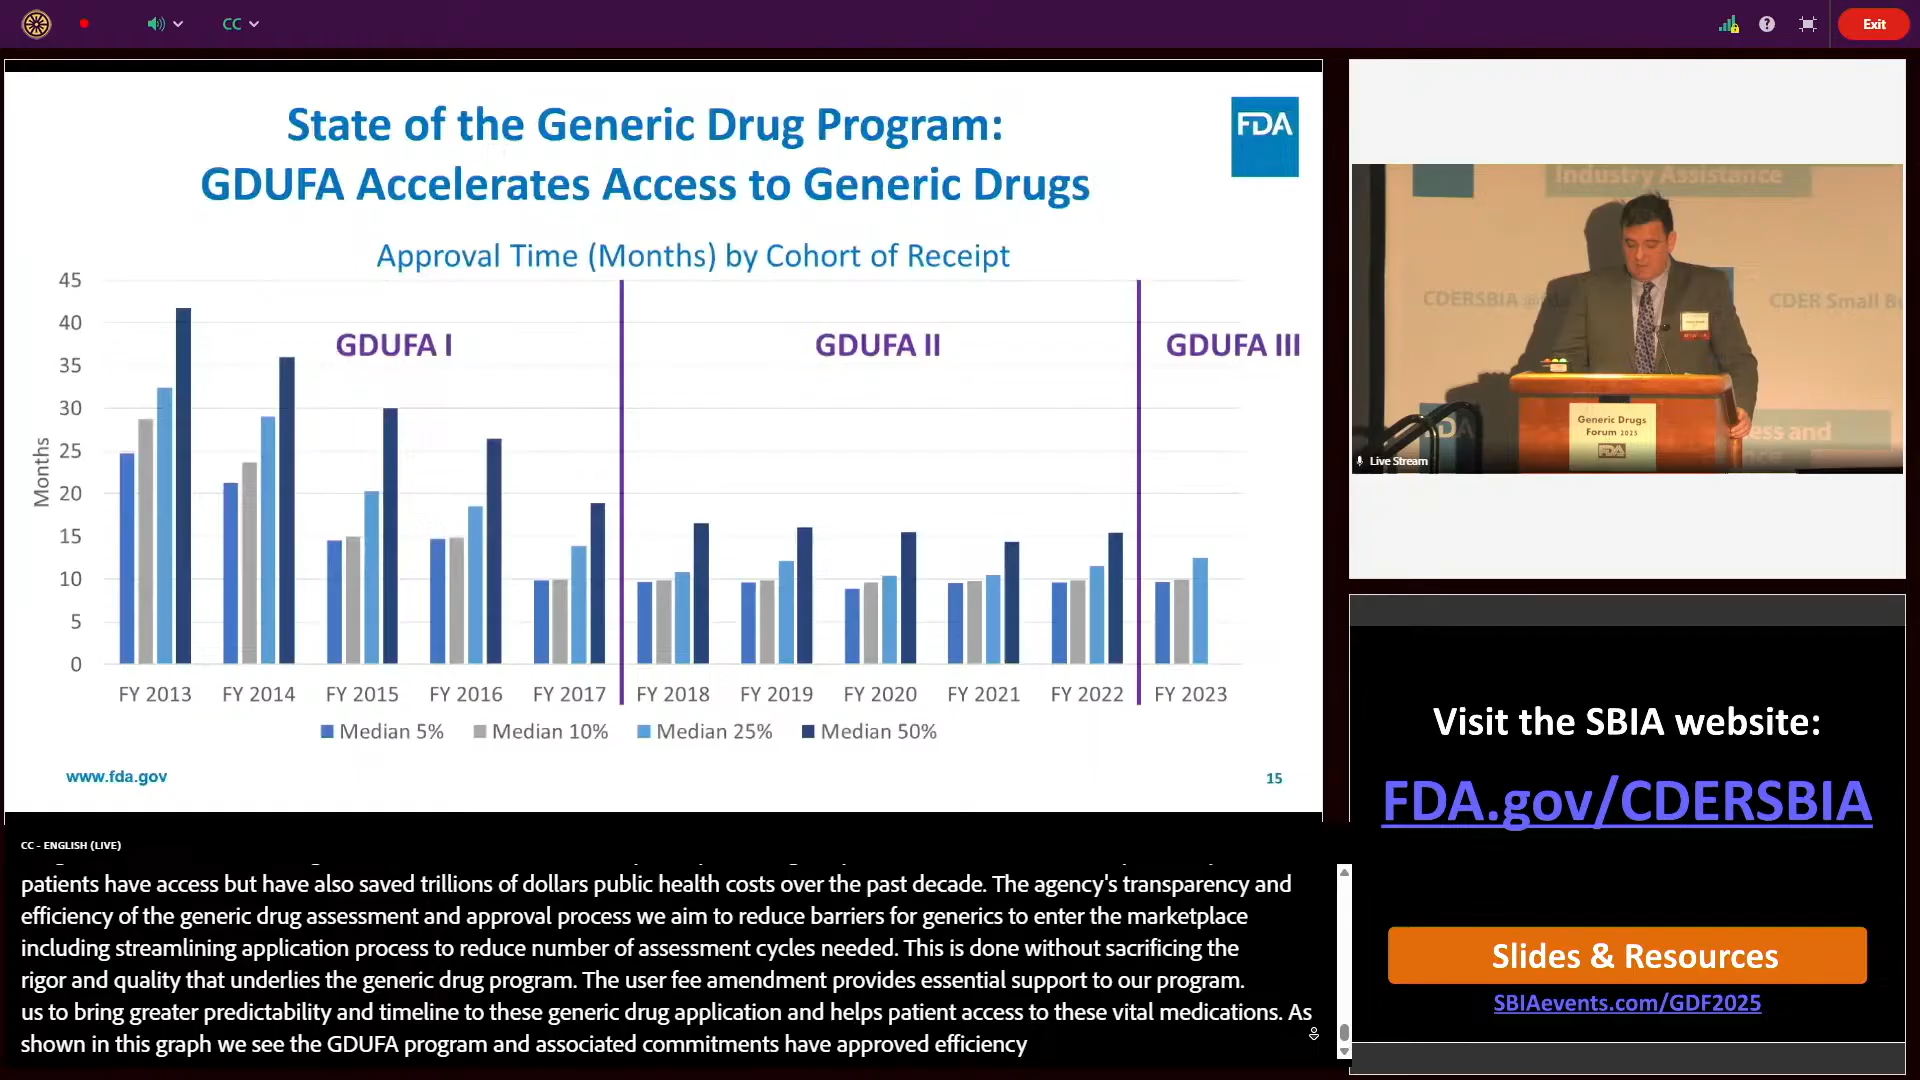 CC
Exit
State of the Generic Drug Program:
GDUFA Accelerates Access to Generic Drugs
FDA
Approval Time (Months) by Cohort of Receipt
Months
45
40
35
30
25
20
15
10
5
0
GDUFA I
GDUFA II
GDUFA III
FY 2013
FY 2014
FY 2015
FY 2016
FY 2017
FY 2018
FY 2019
FY 2020
FY 2021
FY 2022
FY 2023
Median 5%
Median 10%
Median 25%
Median 50%
www.fda.gov
15
Industry Assistance
CDERSBIA
CDER Small B
Generic Drugs
Forum 2025
FDA
FDA
ess and
Live Stream
Visit the SBIA website:
FDA.gov/CDERSBIA
Slides & Resources
SBIAevents.com/GDF2025
CC - ENGLISH (LIVE)
patients have access but have also saved trillions of dollars public health costs over the past decade. The agency's transparency and
efficiency of the generic drug assessment and approval process we aim to reduce barriers for generics to enter the marketplace
including streamlining application process to reduce number of assessment cycles needed. This is done without sacrificing the
rigor and quality that underlies the generic drug program. The user fee amendment provides essential support to our program.
us to bring greater predictability and timeline to these generic drug application and helps patient access to these vital medications. As
shown in this graph we see the GDUFA program and associated commitments have approved efficiency